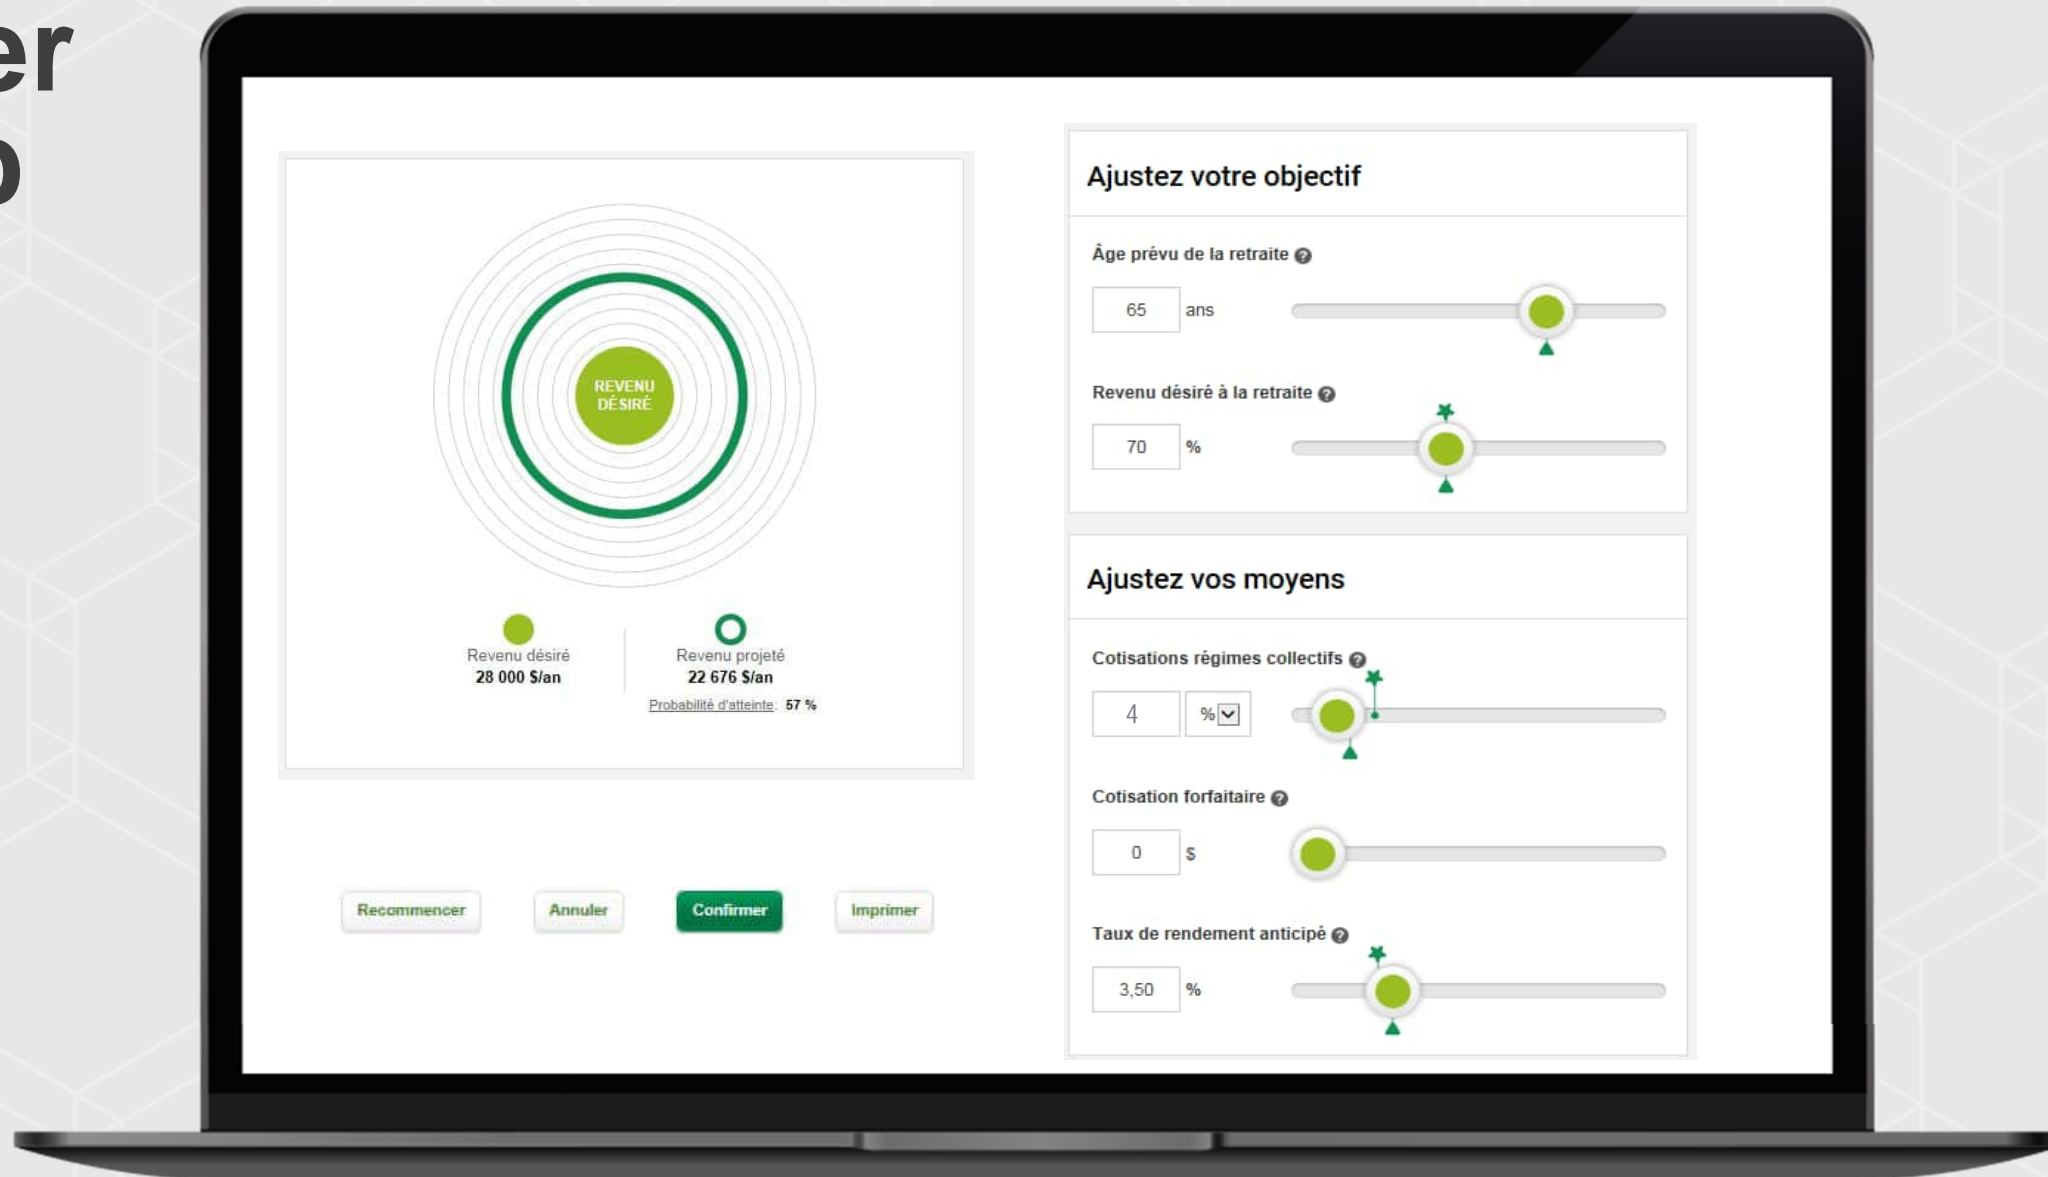 er
REVENU
DÉSIRÉ
Revenu désiré
28 000 $/an
Revenu projeté
22 676 $/an
Probabilité d'atteinte: 57 %
Recommencer
Annuler
Confirmer
Imprimer
Ajustez votre objectif
Âge prévu de la retraite ?
65 ans
Revenu désiré à la retraite ?
70 %
Ajustez vos moyens
Cotisations régimes collectifs ?
4 %
Cotisation forfaitaire ?
0 $
Taux de rendement anticipé ?
3,50 %